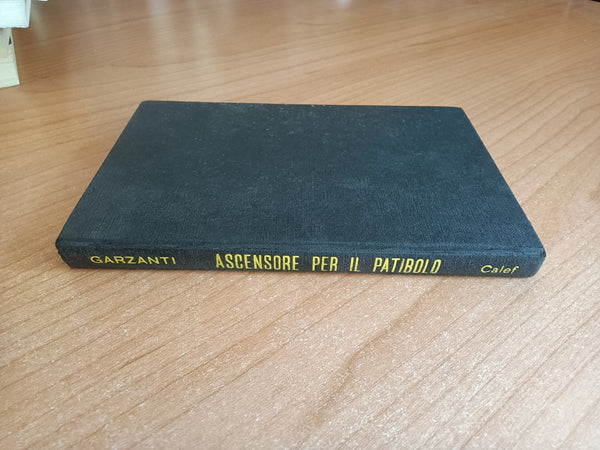 GARZANTI ASCENSORE PER IL PATIBOLO Calef